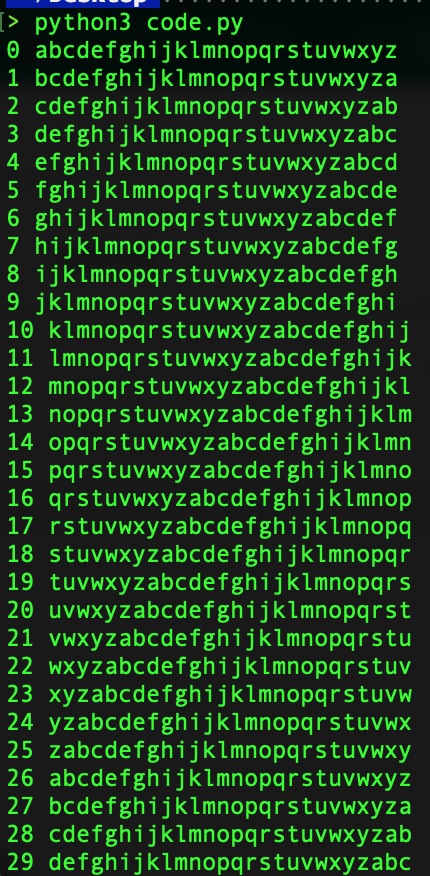 /Desktop
> python3 code.py
0 abcdefghijklmnopqrstuvwxyz
1 bcdefghijklmnopqrstuvwxyza
2 cdefghijklmnopqrstuvwxyzab
3 defghijklmnopqrstuvwxyzabc
4 efghijklmnopqrstuvwxyzabcd
5 fghijklmnopqrstuvwxyzabcde
6 ghijklmnopqrstuvwxyzabcdef
7 hijklmnopqrstuvwxyzabcdefg
8 ijklmnopqrstuvwxyzabcdefgh
9 jklmnopqrstuvwxyzabcdefghi
10 klmnopqrstuvwxyzabcdefghij
11 lmnopqrstuvwxyzabcdefghijk
12 mnopqrstuvwxyzabcdefghijkl
13 nopqrstuvwxyzabcdefghijklm
14 opqrstuvwxyzabcdefghijklmn
15 pqrstuvwxyzabcdefghijklmno
16 qrstuvwxyzabcdefghijklmnop
17 rstuvwxyzabcdefghijklmnopq
18 stuvwxyzabcdefghijklmnopqr
19 tuvwxyzabcdefghijklmnopqrs
20 uvwxyzabcdefghijklmnopqrst
21 vwxyzabcdefghijklmnopqrstu
22 wxyzabcdefghijklmnopqrstuv
23 xyzabcdefghijklmnopqrstuvw
24 yzabcdefghijklmnopqrstuvwx
25 zabcdefghijklmnopqrstuvwxy
26 abcdefghijklmnopqrstuvwxyz
27 bcdefghijklmnopqrstuvwxyza
28 cdefghijklmnopqrstuvwxyzab
29 defghijklmnopqrstuvwxyzabc